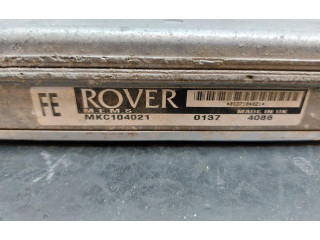 FE
ROVER
MEMS
MADE IN UK
MKC104021 0137 4086